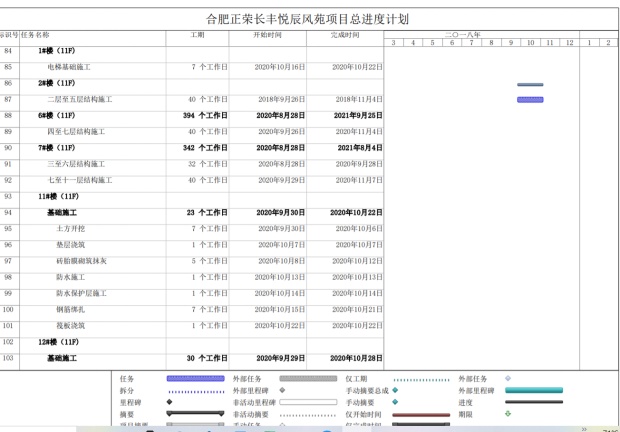 合肥正荣长丰悦辰风苑项目总进度计划
标识号 任务名称 工期 开始时间 完成时间 二〇一八年
3 4 5 6 7 8 9 10 11 12 1 2
84 1#楼（11F）
85 电梯基础施工 7 个工作日 2020年10月16日 2020年10月22日
86 2#楼（11F）
87 二层至五层结构施工 40 个工作日 2018年9月26日 2018年11月4日
88 6#楼（11F） 394 个工作日 2020年8月28日 2021年9月25日
89 四至七层结构施工 40 个工作日 2020年9月26日 2020年11月4日
90 7#楼（11F） 342 个工作日 2020年8月28日 2021年8月4日
91 三至六层结构施工 32 个工作日 2020年8月28日 2020年9月28日
92 七至十一层结构施工 40 个工作日 2020年9月29日 2020年11月7日
93 11#楼（11F）
94 基础施工 23 个工作日 2020年9月30日 2020年10月22日
95 土方开挖 7 个工作日 2020年9月30日 2020年10月6日
96 垫层浇筑 1 个工作日 2020年10月7日 2020年10月7日
97 砖胎膜砌筑抹灰 5 个工作日 2020年10月8日 2020年10月12日
98 防水施工 1 个工作日 2020年10月13日 2020年10月13日
99 防水保护层施工 1 个工作日 2020年10月14日 2020年10月14日
100 钢筋绑扎 7 个工作日 2020年10月15日 2020年10月21日
101 筏板浇筑 1 个工作日 2020年10月22日 2020年10月22日
102 12#楼（11F）
103 基础施工 30 个工作日 2020年9月29日 2020年10月28日
任务 外部任务 仅工期 外部任务
拆分 外部里程碑 手动摘要总成 外部里程碑
里程碑 非活动里程碑 手动摘要 进度
摘要 非活动摘要 仅开始时间 期限
项目摘要 手动任务 仅完成时间